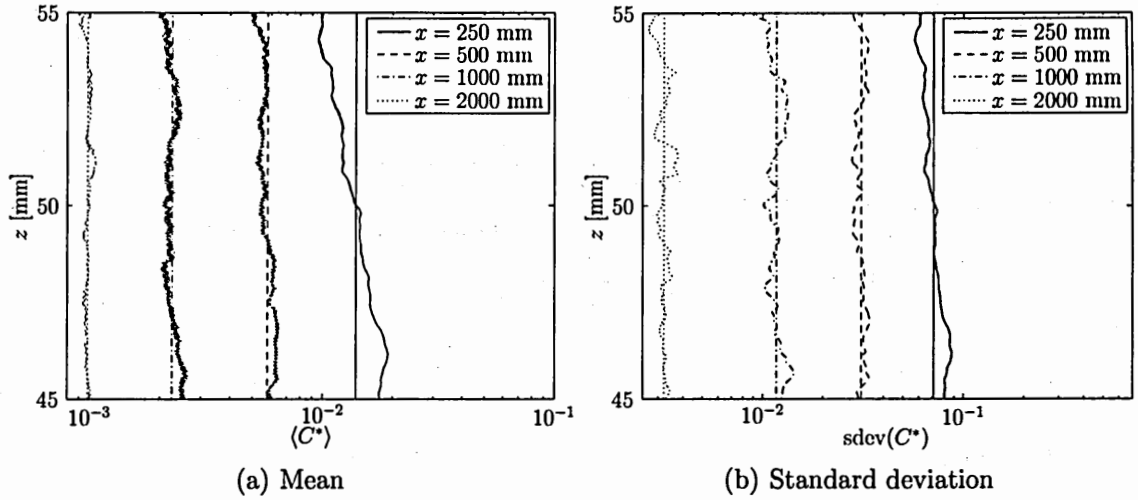 55
50
45
z [mm]
10⁻³
10⁻²
10⁻¹
⟨C*⟩
x = 250 mm
x = 500 mm
x = 1000 mm
x = 2000 mm
(a) Mean
55
50
45
z [mm]
10⁻²
10⁻¹
sdev(C*)
x = 250 mm
x = 500 mm
x = 1000 mm
x = 2000 mm
(b) Standard deviation